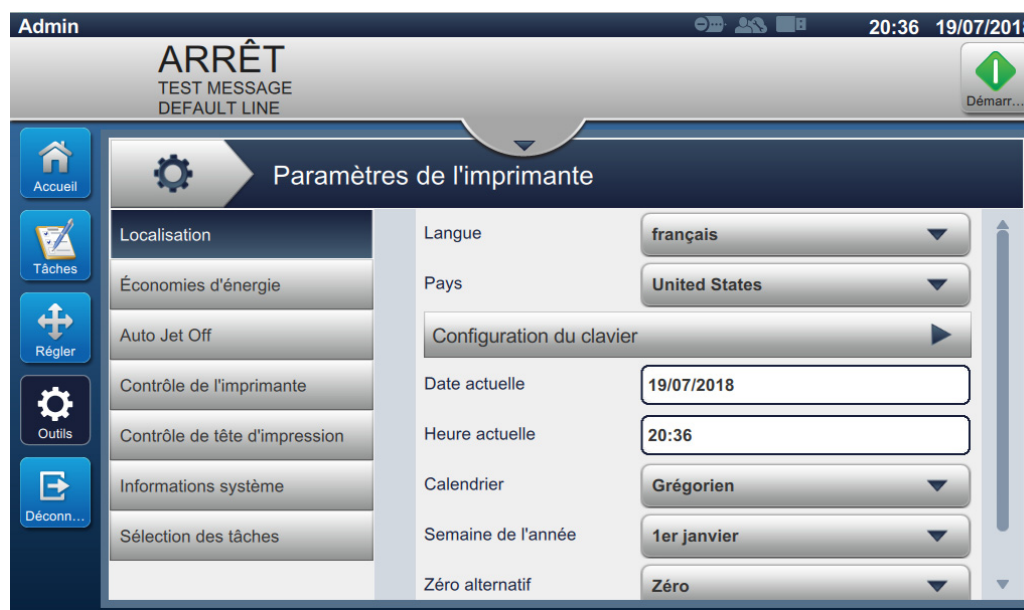 Admin
20:36 19/07/201
ARRÊT
TEST MESSAGE
DEFAULT LINE
Démarr...
Paramètres de l'imprimante
Accueil
Tâches
Régler
Outils
Déconn...
Localisation
Économies d'énergie
Auto Jet Off
Contrôle de l'imprimante
Contrôle de tête d'impression
Informations système
Sélection des tâches
Langue français
Pays United States
Configuration du clavier
Date actuelle 19/07/2018
Heure actuelle 20:36
Calendrier Grégorien
Semaine de l'année 1er janvier
Zéro alternatif Zéro